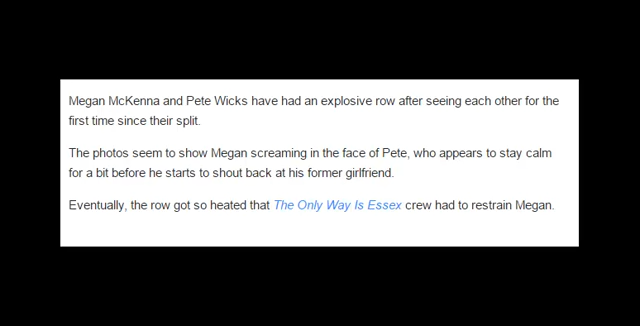 Megan McKenna and Pete Wicks have had an explosive row after seeing each other for the
first time since their split.
The photos seem to show Megan screaming in the face of Pete, who appears to stay calm
for a bit before he starts to shout back at his former girlfriend.
Eventually, the row got so heated that The Only Way Is Essex crew had to restrain Megan.